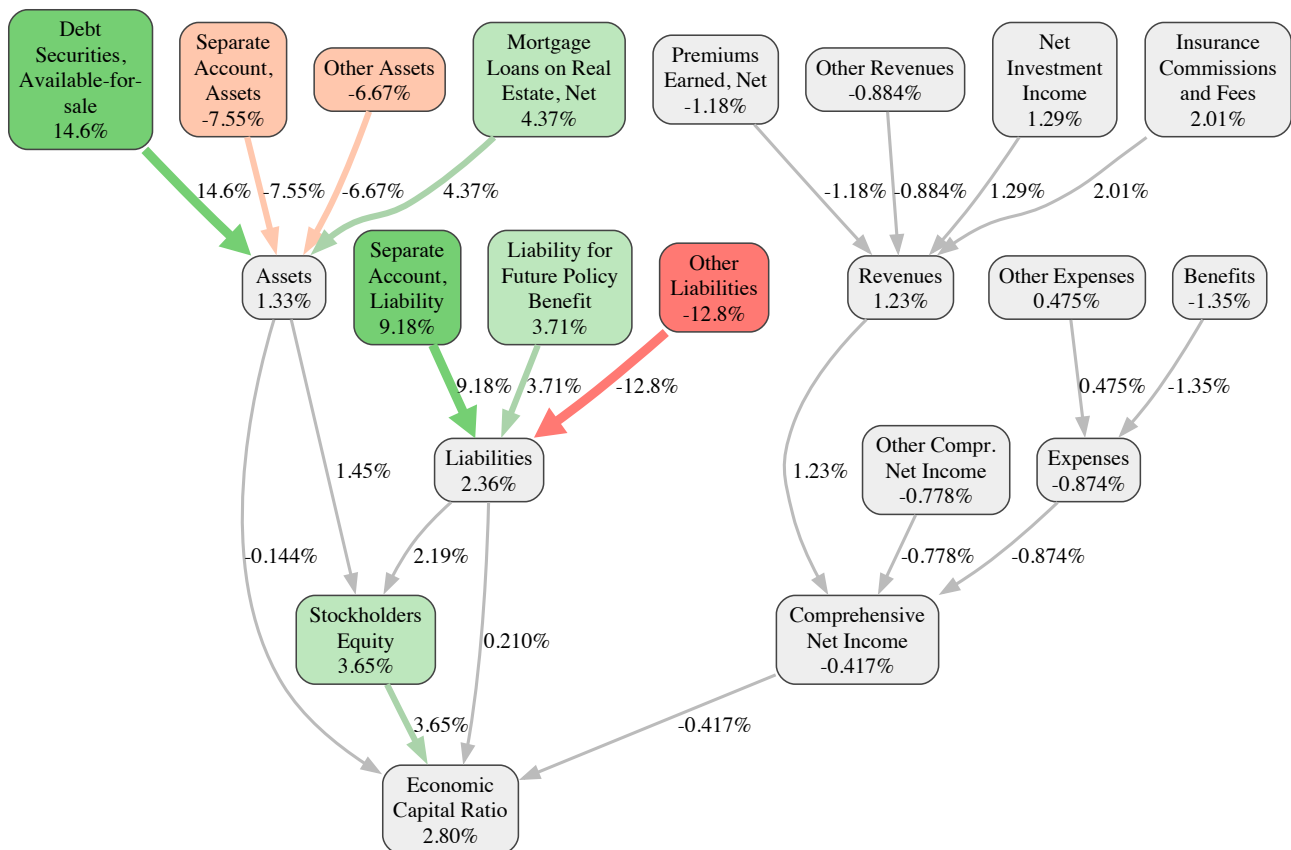 Debt
Securities,
Available-for-
sale
14.6%
Separate
Account,
Assets
-7.55%
Other Assets
-6.67%
Mortgage
Loans on Real
Estate, Net
4.37%
Premiums
Earned, Net
-1.18%
Other Revenues
-0.884%
Net
Investment
Income
1.29%
Insurance
Commissions
and Fees
2.01%
14.6%
-7.55%
-6.67%
4.37%
-1.18%
-0.884%
1.29%
2.01%
Assets
1.33%
Separate
Account,
Liability
9.18%
Liability for
Future Policy
Benefit
3.71%
Other
Liabilities
-12.8%
Revenues
1.23%
Other Expenses
0.475%
Benefits
-1.35%
9.18%
3.71%
-12.8%
0.475%
-1.35%
1.45%
Liabilities
2.36%
1.23%
Other Compr.
Net Income
-0.778%
Expenses
-0.874%
-0.144%
2.19%
-0.778%
-0.874%
Stockholders
Equity
3.65%
0.210%
Comprehensive
Net Income
-0.417%
3.65%
-0.417%
Economic
Capital Ratio
2.80%